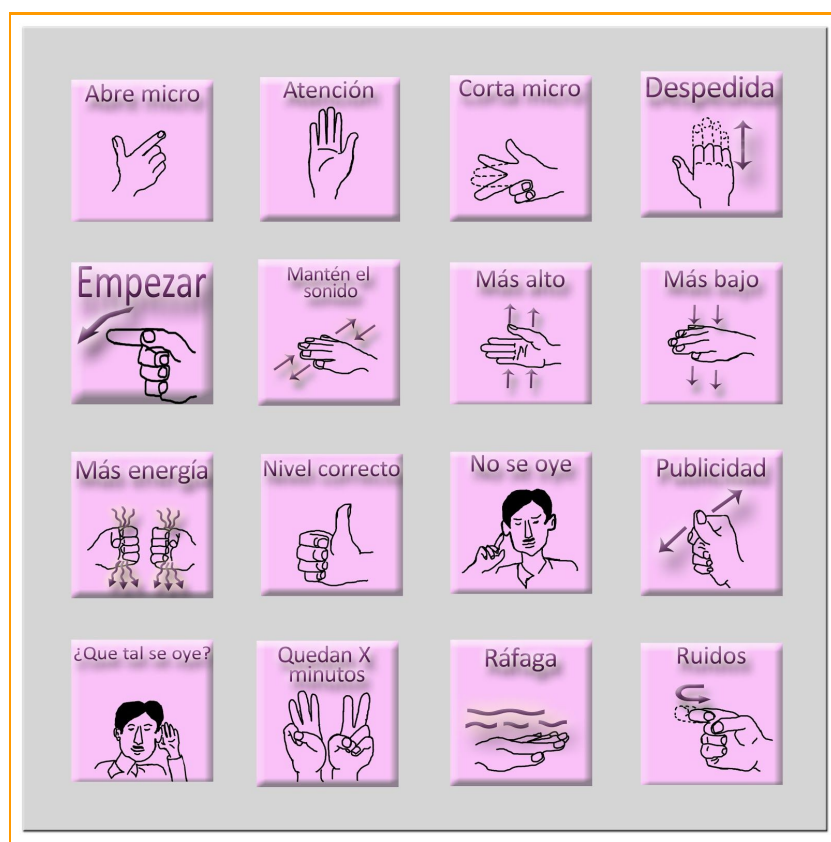 Abre micro
Atención
Corta micro
Despedida
Empezar
Mantén el
sonido
Más alto
Más bajo
Más energía
Nivel correcto
No se oye
Publicidad
¿Que tal se oye?
Quedan X
minutos
Ráfaga
Ruidos